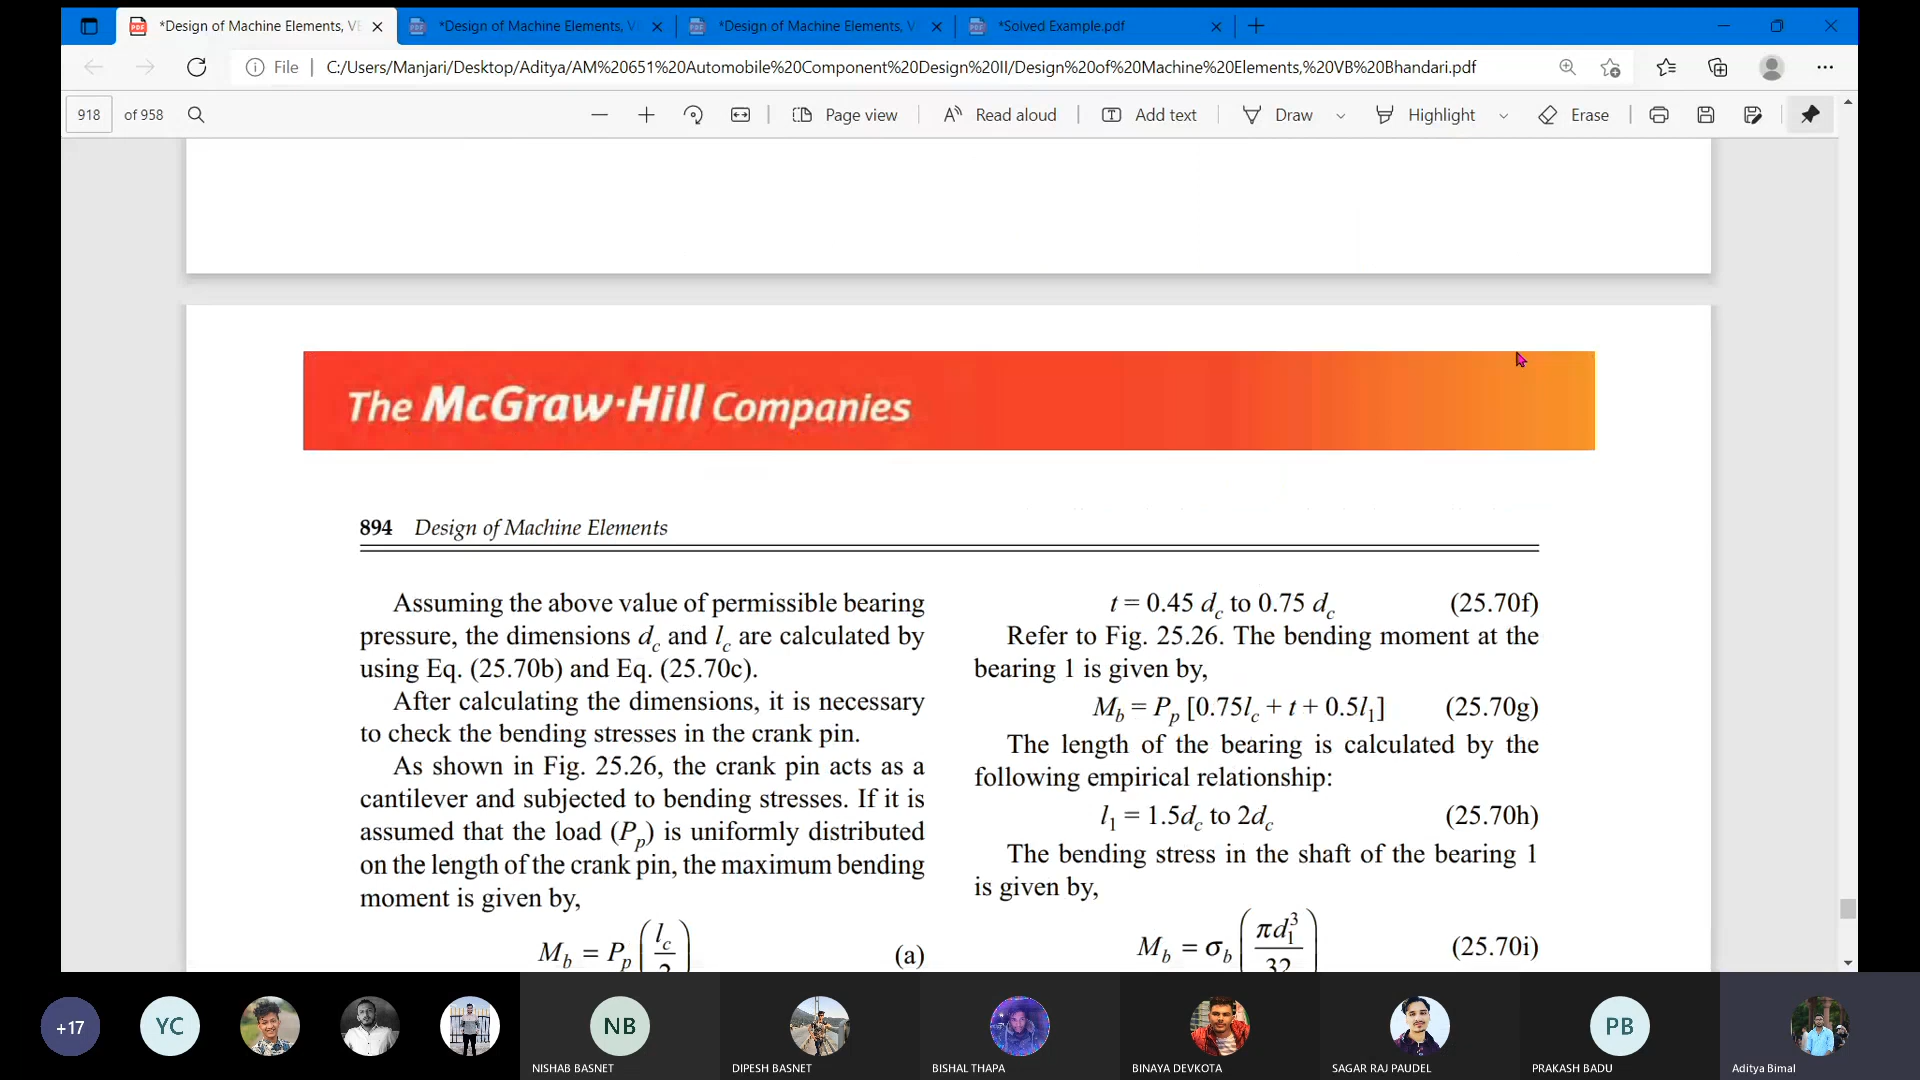 *Design of Machine Elements, VB
*Design of Machine Elements, V
*Design of Machine Elements, V
*Solved Example.pdf
File
C:/Users/Manjari/Desktop/Aditya/AM%20651%20Automobile%20Component%20Design%20II/Design%20of%20Machine%20Elements,%20VB%20Bhandari.pdf
918 of 958
Page view
Read aloud
Add text
Draw
Highlight
Erase
The McGraw·Hill Companies
894 Design of Machine Elements
Assuming the above value of permissible bearing
pressure, the dimensions d_c and l_c are calculated by
using Eq. (25.70b) and Eq. (25.70c).
After calculating the dimensions, it is necessary
to check the bending stresses in the crank pin.
As shown in Fig. 25.26, the crank pin acts as a
cantilever and subjected to bending stresses. If it is
assumed that the load (P_p) is uniformly distributed
on the length of the crank pin, the maximum bending
moment is given by,
M_b = P_p (l_c/2) (a)
t = 0.45 d_c to 0.75 d_c (25.70f)
Refer to Fig. 25.26. The bending moment at the
bearing 1 is given by,
M_b = P_p [0.75l_c + t + 0.5l_1] (25.70g)
The length of the bearing is calculated by the
following empirical relationship:
l_1 = 1.5d_c to 2d_c (25.70h)
The bending stress in the shaft of the bearing 1
is given by,
M_b = σ_b (πd_1^3/32) (25.70i)
+17
YC
NB
NISHAB BASNET
DIPESH BASNET
BISHAL THAPA
BINAYA DEVKOTA
SAGAR RAJ PAUDEL
PB
PRAKASH BADU
Aditya Bimal